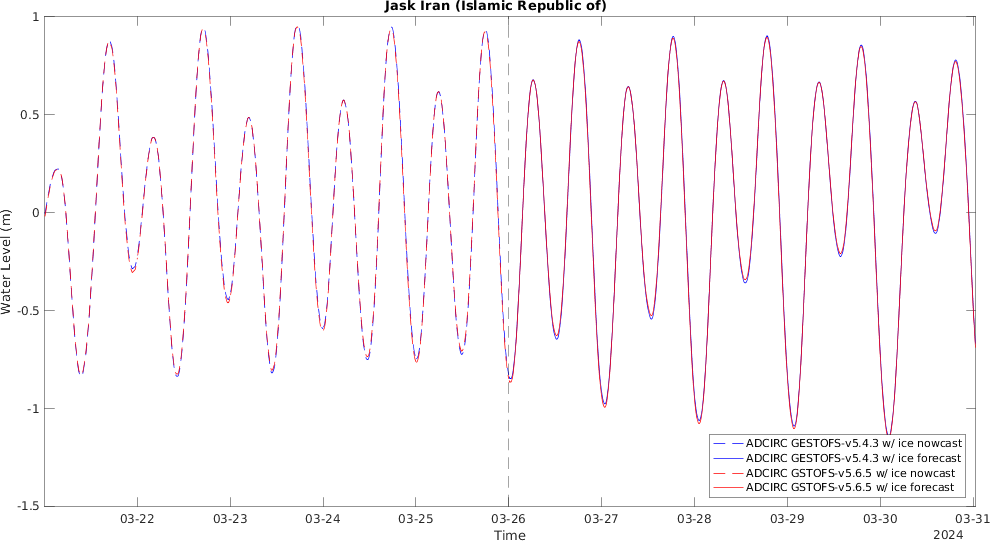 Jask Iran (Islamic Republic of)
Water Level (m)
1
0.5
0
-0.5
-1
-1.5
ADCIRC GESTOFS-v5.4.3 w/ ice nowcast
ADCIRC GESTOFS-v5.4.3 w/ ice forecast
ADCIRC GSTOFS-v5.6.5 w/ ice nowcast
ADCIRC GSTOFS-v5.6.5 w/ ice forecast
03-22 03-23 03-24 03-25 03-26 03-27 03-28 03-29 03-30 03-31
Time
2024